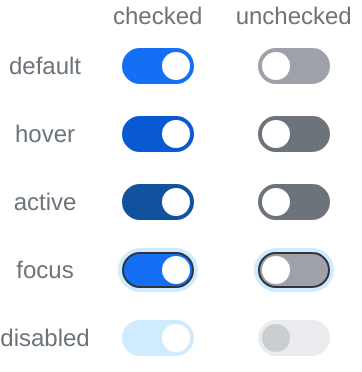 checked unchecked
default
hover
active
focus
disabled